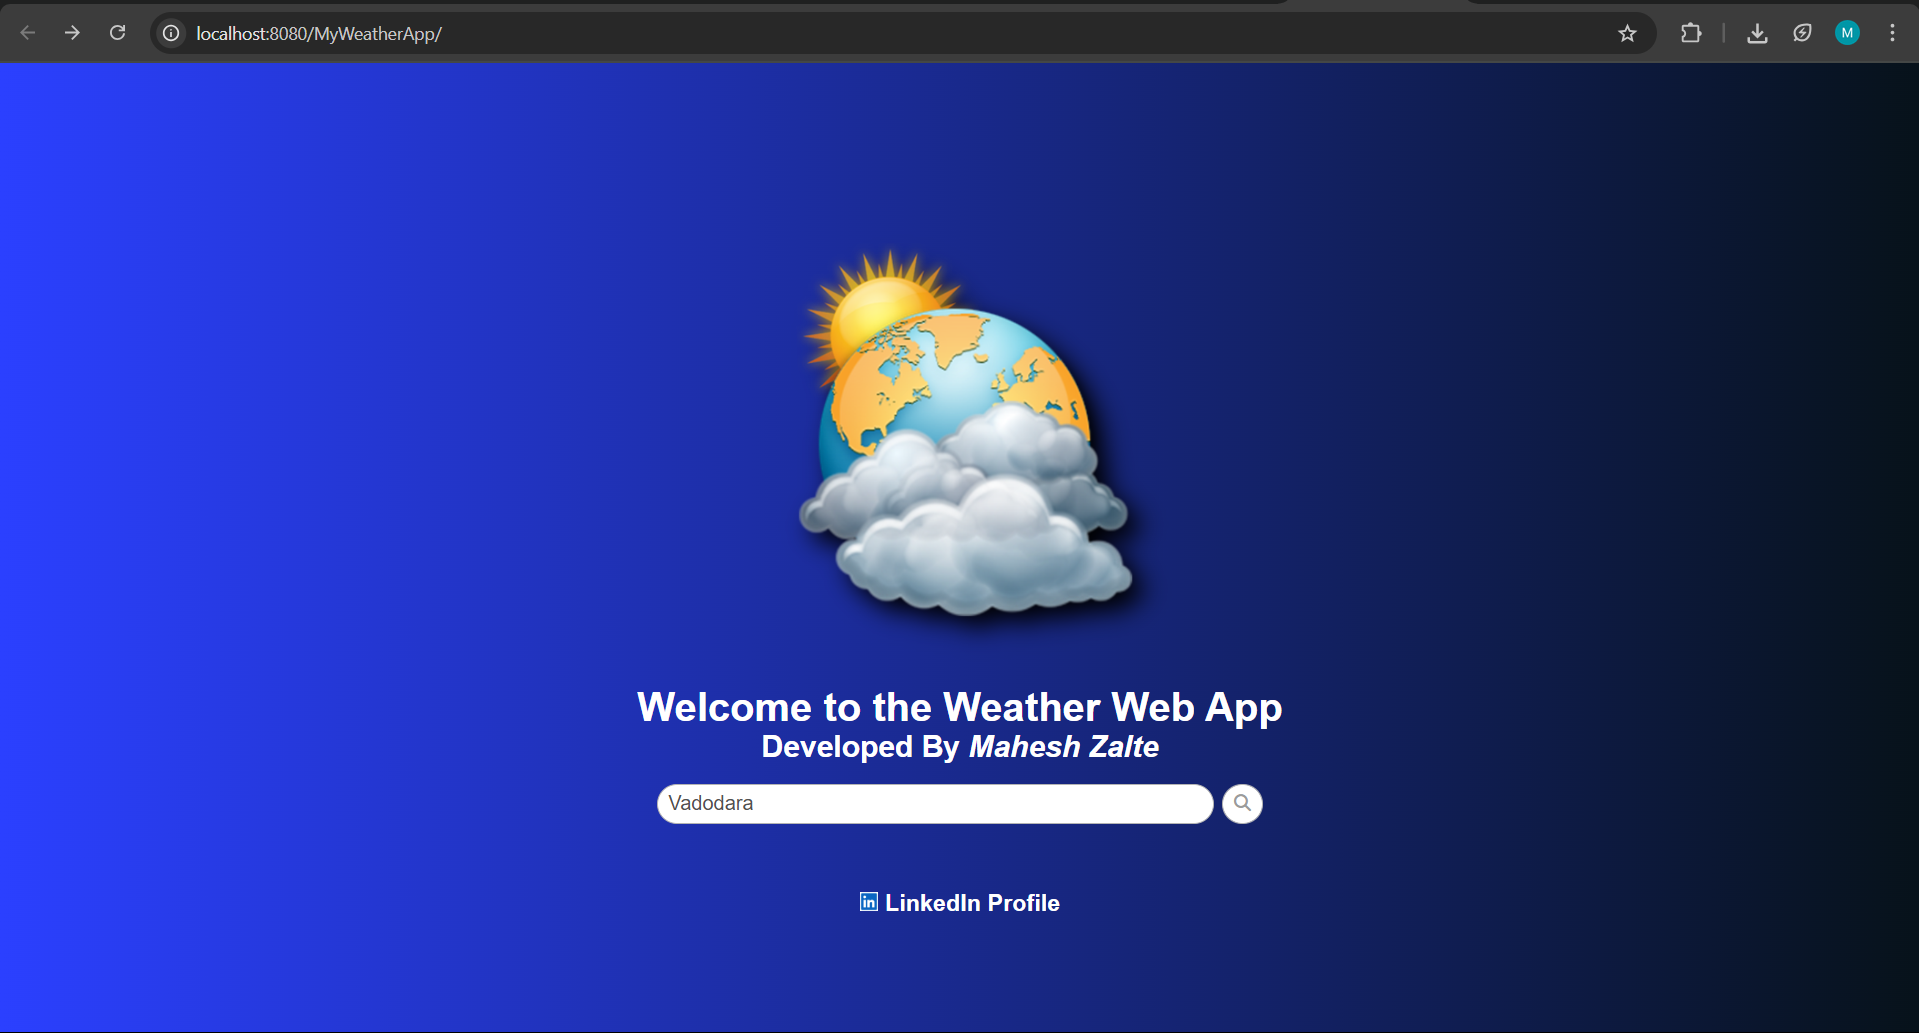 localhost:8080/MyWeatherApp/
M
Welcome to the Weather Web App
Developed By Mahesh Zalte
Vadodara
in LinkedIn Profile